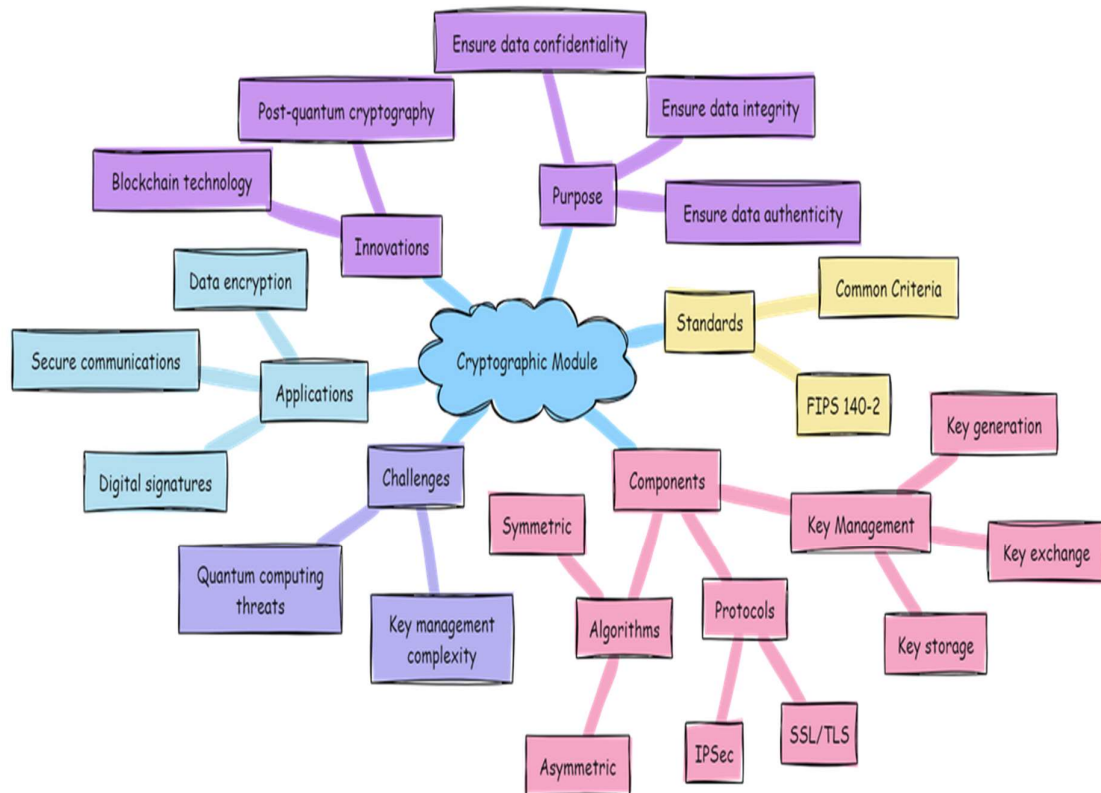 Ensure data confidentiality
Post-quantum cryptography
Ensure data integrity
Blockchain technology
Purpose
Ensure data authenticity
Innovations
Data encryption
Common Criteria
Standards
Secure communications
Cryptographic Module
Applications
FIPS 140-2
Key generation
Digital signatures
Challenges
Components
Symmetric
Key Management
Key exchange
Quantum computing
threats
Key management
complexity
Algorithms
Protocols
Key storage
Asymmetric
IPSec
SSL/TLS